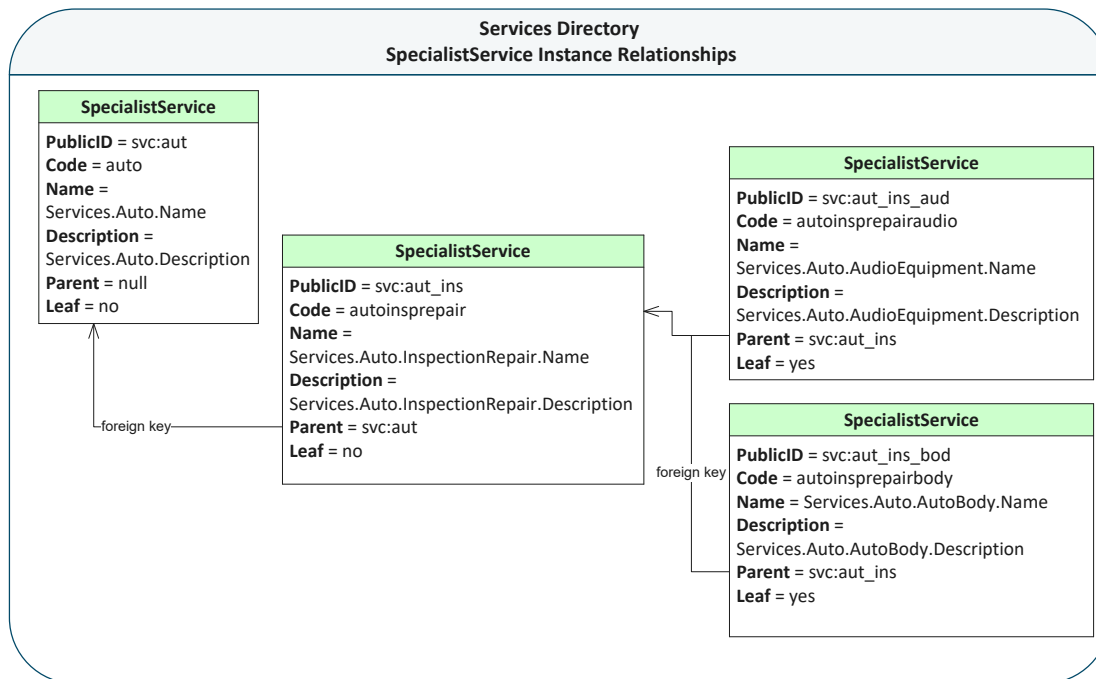 Services Directory
SpecialistService Instance Relationships
SpecialistService
PublicID = svc:aut
Code = auto
Name =
Services.Auto.Name
Description =
Services.Auto.Description
Parent = null
Leaf = no
foreign key
SpecialistService
PublicID = svc:aut_ins
Code = autoinsprepair
Name =
Services.Auto.InspectionRepair.Name
Description =
Services.Auto.InspectionRepair.Description
Parent = svc:aut
Leaf = no
foreign key
SpecialistService
PublicID = svc:aut_ins_aud
Code = autoinsprepairaudio
Name =
Services.Auto.AudioEquipment.Name
Description =
Services.Auto.AudioEquipment.Description
Parent = svc:aut_ins
Leaf = yes
SpecialistService
PublicID = svc:aut_ins_bod
Code = autoinsprepairbody
Name = Services.Auto.AutoBody.Name
Description =
Services.Auto.AutoBody.Description
Parent = svc:aut_ins
Leaf = yes